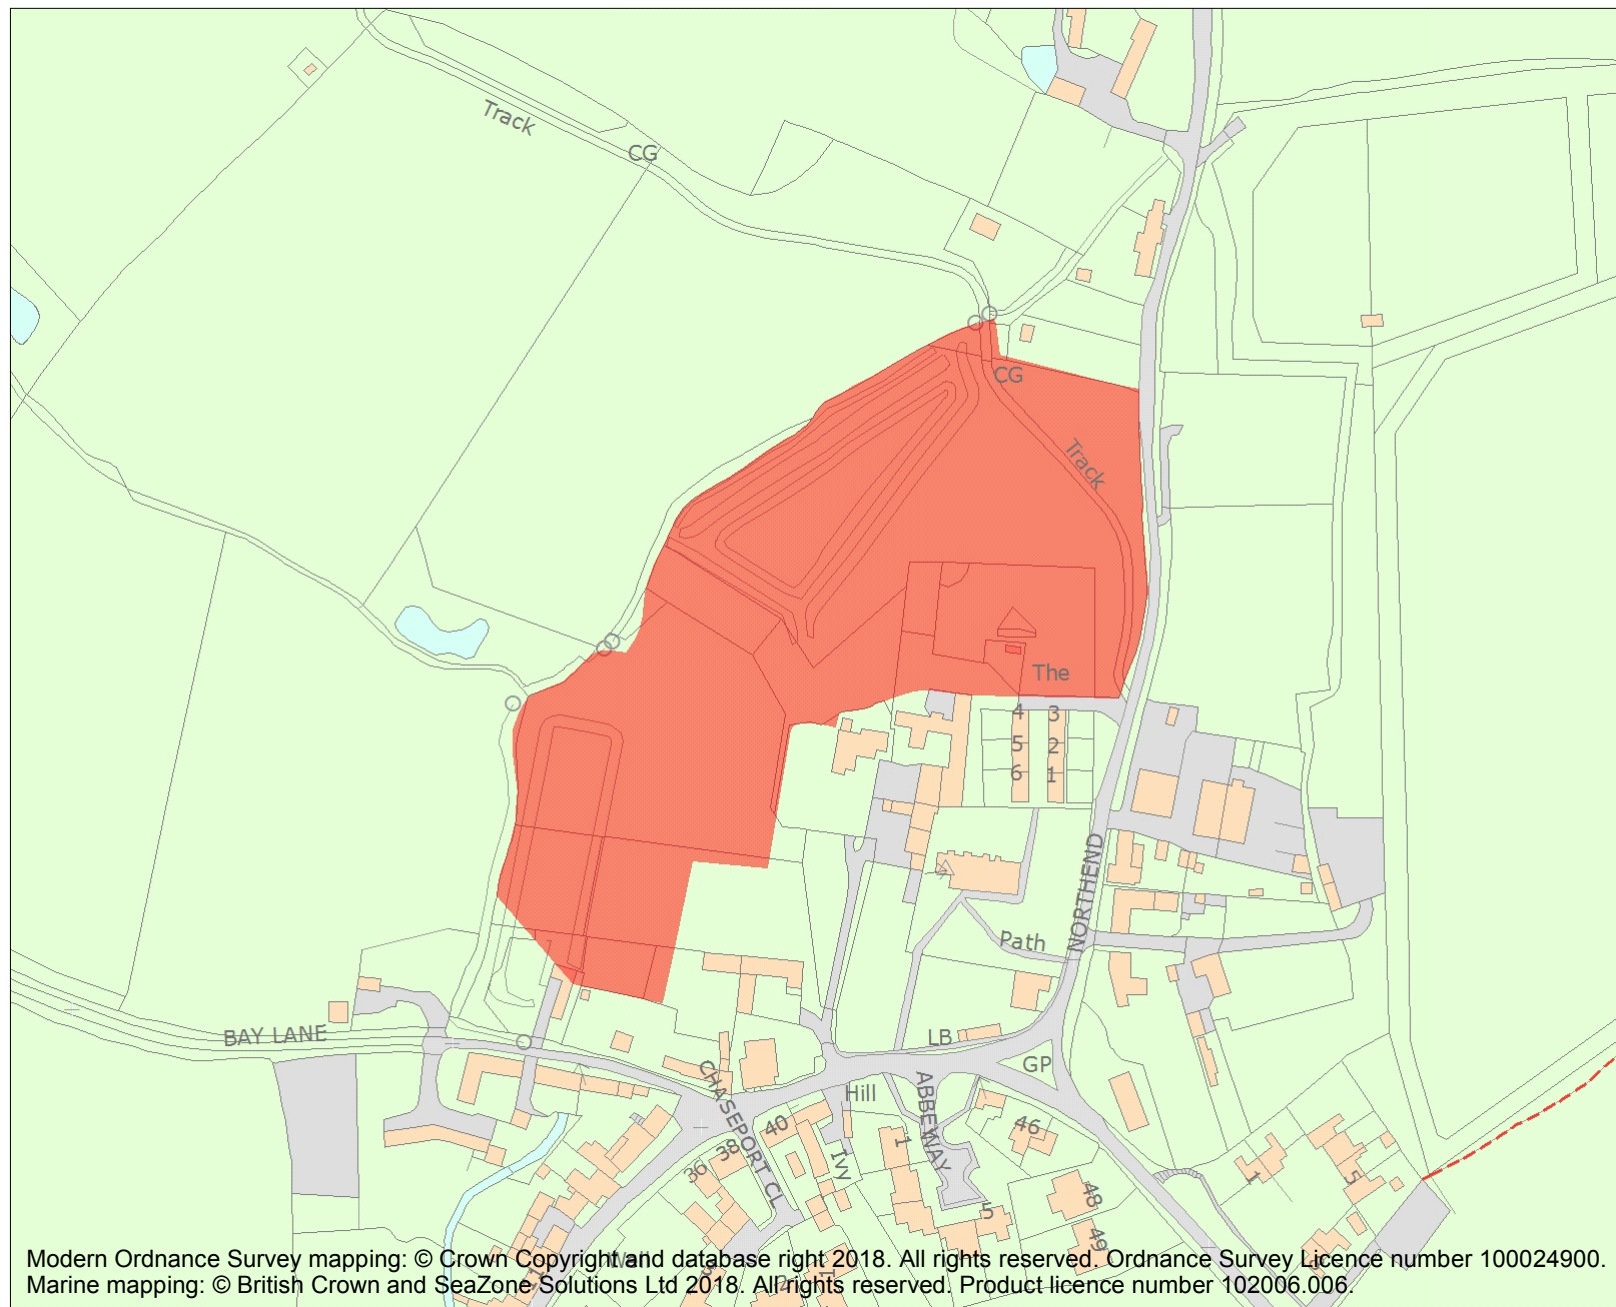 Track
CG
CG
Track
The
4 3
5 2
6 1
NORTHEND
Path
BAY LANE
LB
GP
CHASEPORT CL
Hill
ABBEWAY
40
38
36
Ivy
1
46
48
49
5
1
5
Wall
1
Modern Ordnance Survey mapping: © Crown Copyright and database right 2018. All rights reserved. Ordnance Survey Licence number 100024900.
Marine mapping: © British Crown and SeaZone Solutions Ltd 2018. All rights reserved. Product licence number 102006.006.